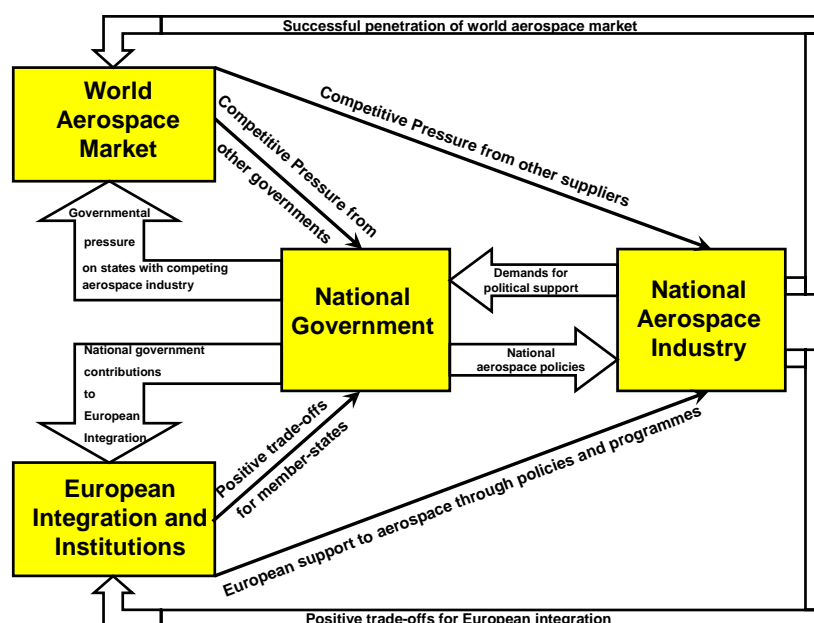 Successful penetration of world aerospace market
World
Aerospace
Market
Competitive Pressure from
other governments
Competitive Pressure from other suppliers
Governmental
pressure
on states with competing
aerospace industry
National
Government
Demands for
political support
National
Aerospace
Industry
National
aerospace policies
National government
contributions
to
European
Integration
Positive trade-offs
for member-states
European
Integration and
Institutions
European support to aerospace through policies and programmes
Positive trade-offs for European integration